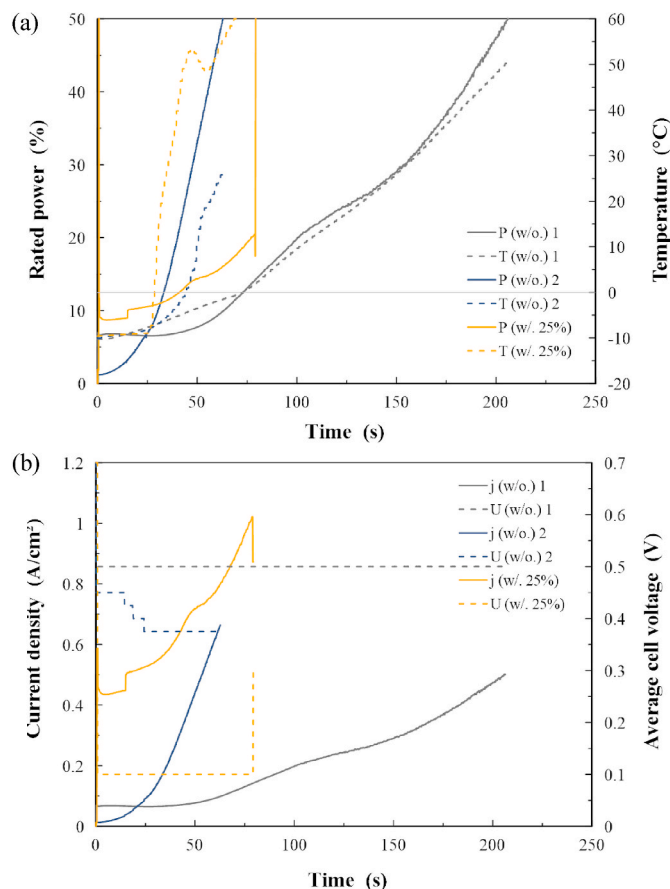 (a)
50
40
30
20
10
0
Rated power (%)
60
50
40
30
20
10
0
-10
-20
Temperature (°C)
P (w/o.) 1
T (w/o.) 1
P (w/o.) 2
T (w/o.) 2
P (w/. 25%)
T (w/. 25%)
0 50 100 150 200 250
Time (s)
(b)
1.2
1
0.8
0.6
0.4
0.2
0
Current density (A/cm²)
0.7
0.6
0.5
0.4
0.3
0.2
0.1
0
Average cell voltage (V)
j (w/o.) 1
U (w/o.) 1
j (w/o.) 2
U (w/o.) 2
j (w/. 25%)
U (w/. 25%)
0 50 100 150 200 250
Time (s)